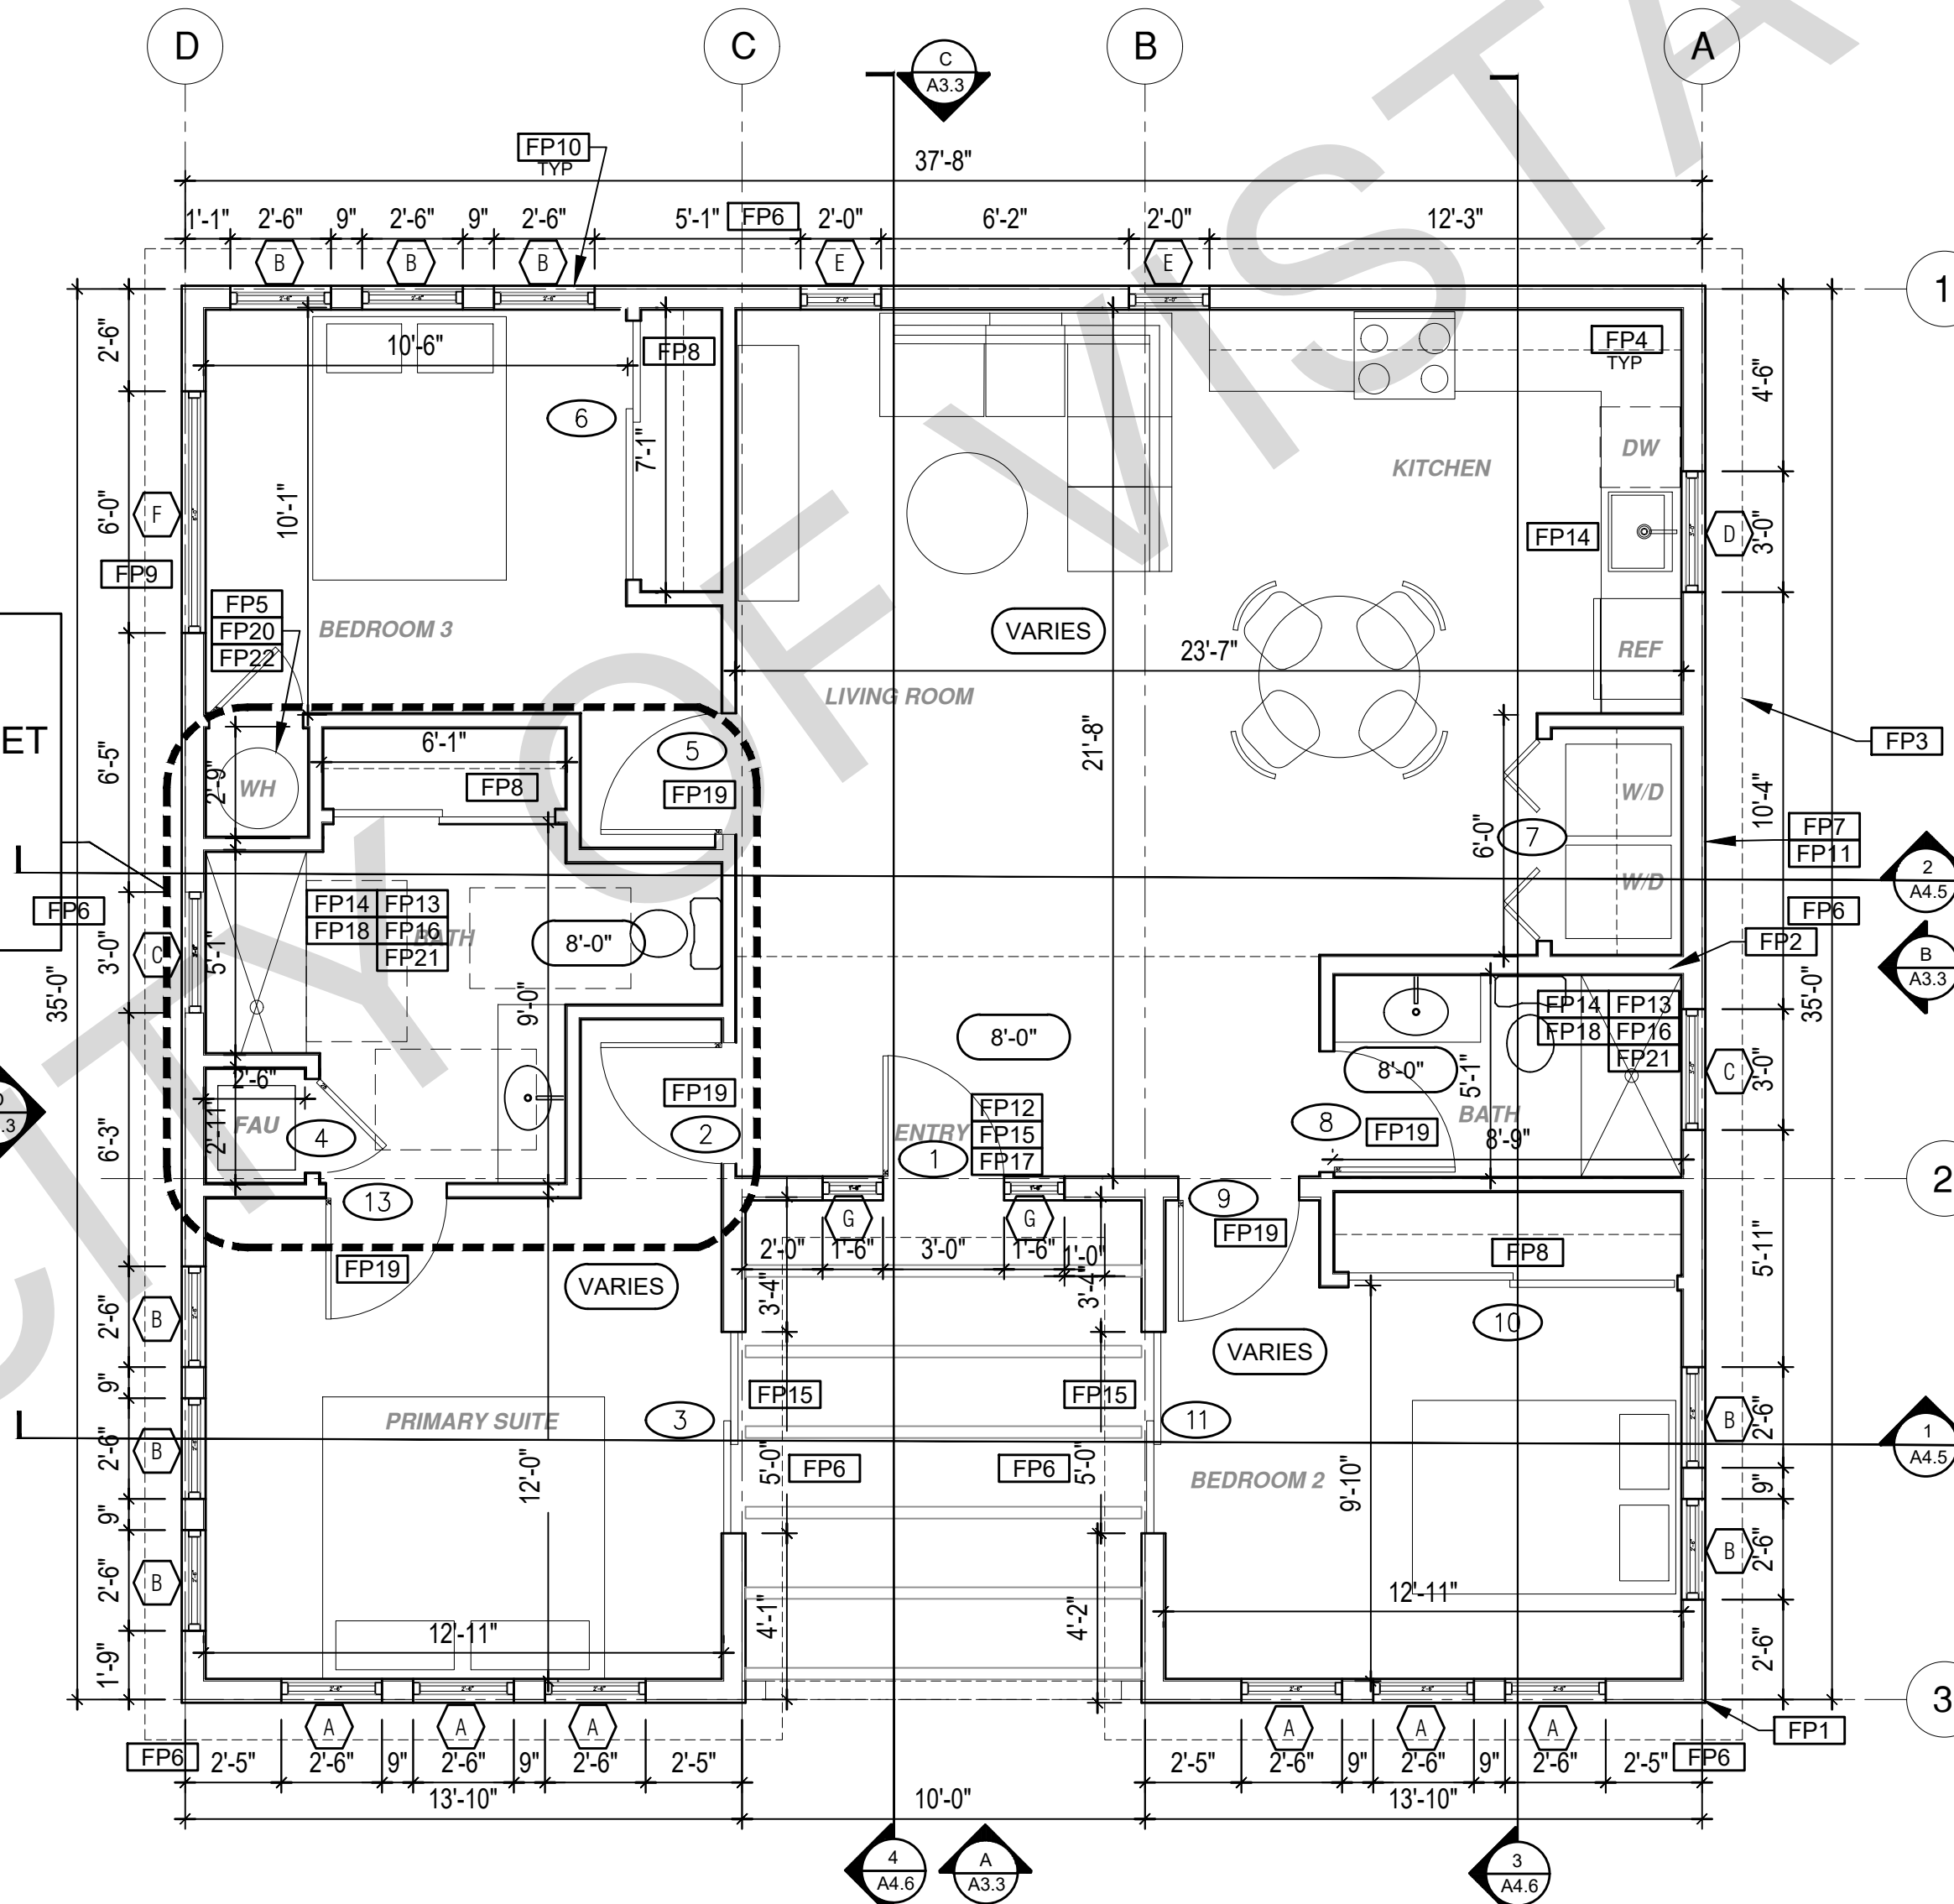 D
C
B
A
C
A3.3
FP10
TYP
37'-8"
1'-1"
2'-6"
9"
2'-6"
9"
2'-6"
5'-1"
FP6
2'-0"
6'-2"
2'-0"
12'-3"
B
B
B
E
E
1
2'-6"
10'-6"
FP8
FP4
TYP
4'-6"
6
7'-1"
KITCHEN
DW
6'-0"
F
10'-1"
FP14
D
3'-0"
FP9
FP5
FP20
FP22
BEDROOM 3
VARIES
23'-7"
REF
LIVING ROOM
ET
6'-5"
6'-1"
5
21'-8"
FP3
2'-9"
WH
FP8
FP19
W/D
10'-4"
6'-0"
7
FP7
FP11
W/D
2
A4.5
FP6
FP14
FP13
FP18
FP16
BATH
FP21
8'-0"
FP6
FP2
3'-0"
C
5'-1"
9'-0"
B
A3.3
35'-0"
35'-0"
8'-0"
FP14
FP13
FP18
FP16
FP21
8'-0"
5'-1"
C
3'-0"
2'-6"
FP19
FP12
FP15
FP17
.3
6'-3"
2'-11"
FAU
4
2
ENTRY
1
8
FP19
BATH
8'-9"
13
9
2
G
G
FP19
FP19
2'-0"
1'-6"
3'-0"
1'-6"
1'-0"
FP8
5'-11"
VARIES
3'-4"
3'-4"
2'-6"
B
10
VARIES
9"
FP15
FP15
PRIMARY SUITE
3
11
B
2'-6"
2'-6"
B
1
A4.5
12'-0"
5'-0"
FP6
FP6
5'-0"
BEDROOM 2
9'-10"
9"
9"
2'-6"
B
B
2'-6"
12'-11"
12'-11"
4'-1"
4'-2"
1'-9"
2'-6"
3
A
A
A
A
A
A
FP1
FP6
2'-5"
2'-6"
9"
2'-6"
9"
2'-6"
2'-5"
2'-5"
2'-6"
9"
2'-6"
9"
2'-6"
2'-5"
FP6
13'-10"
10'-0"
13'-10"
4
A4.6
A
A3.3
3
A4.6
CITY OF VISTA